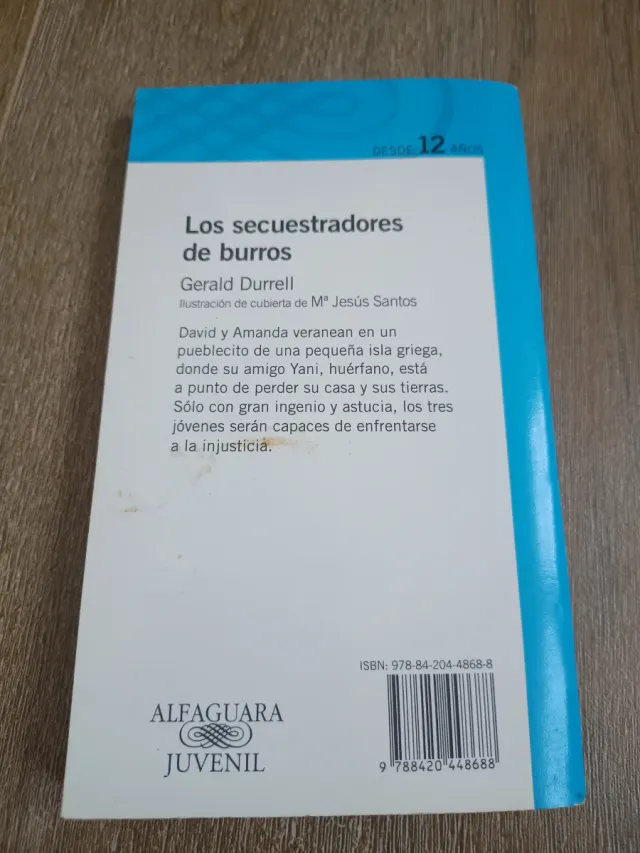 DESDE 12 AÑOS
Los secuestradores
de burros
Gerald Durrell
Ilustración de cubierta de Mª Jesús Santos
David y Amanda veranean en un
pueblecito de una pequeña isla griega,
donde su amigo Yani, huérfano, está
a punto de perder su casa y sus tierras.
Sólo con gran ingenio y astucia, los tres
jóvenes serán capaces de enfrentarse
a la injusticia.
ISBN: 978-84-204-4868-8
9 788420 448688
ALFAGUARA
JUVENIL